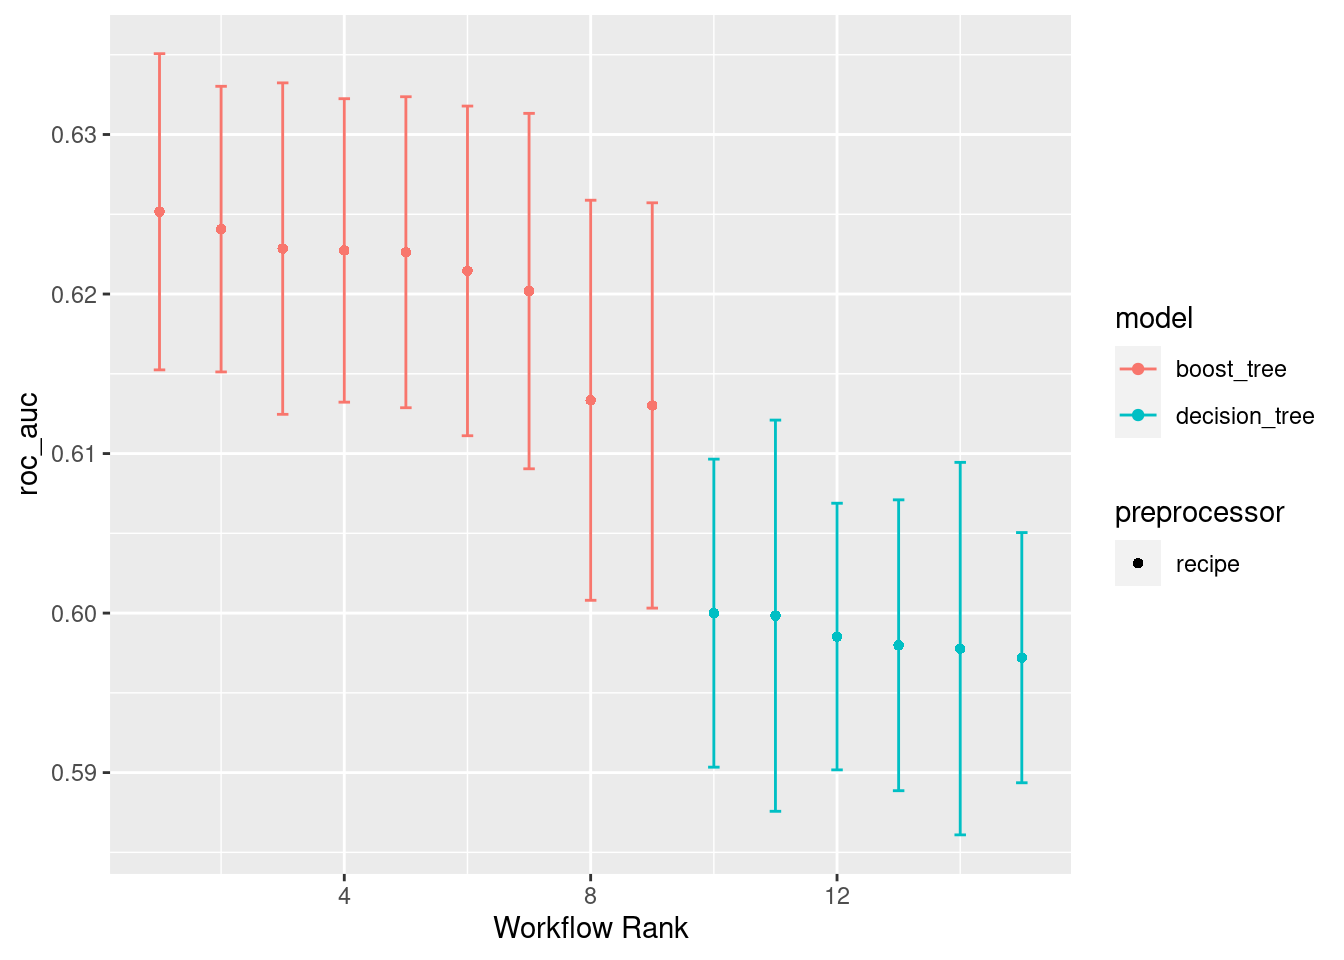 roc_auc
0.63
0.62
0.61
0.60
0.59
4
8
12
Workflow Rank
model
boost_tree
decision_tree
preprocessor
recipe